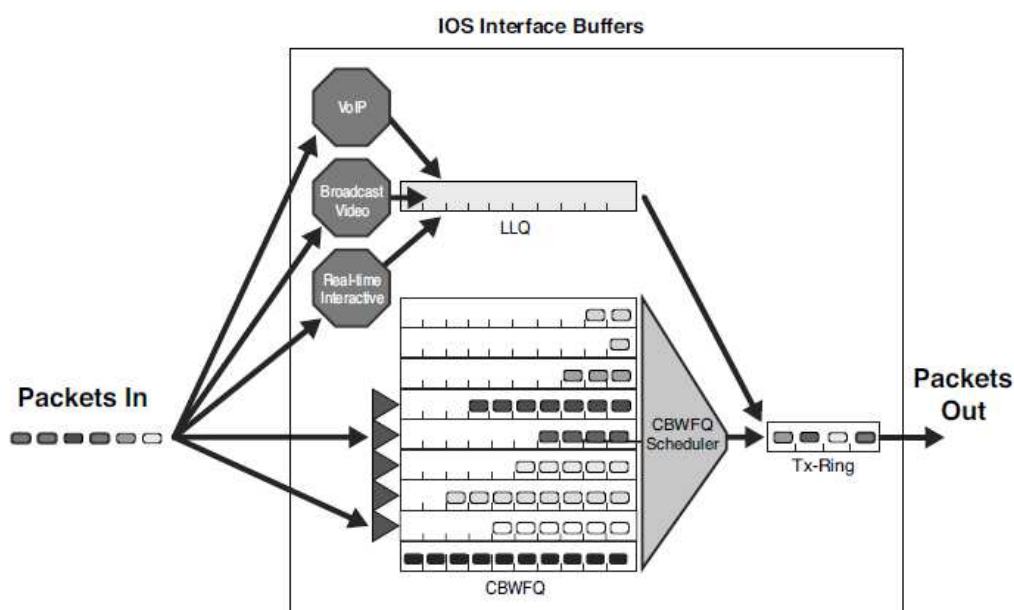 IOS Interface Buffers
VoIP
Broadcast
Video
LLQ
Real-time
Interactive
Packets In
CBWFQ
Scheduler
Packets
Out
Tx-Ring
CBWFQ